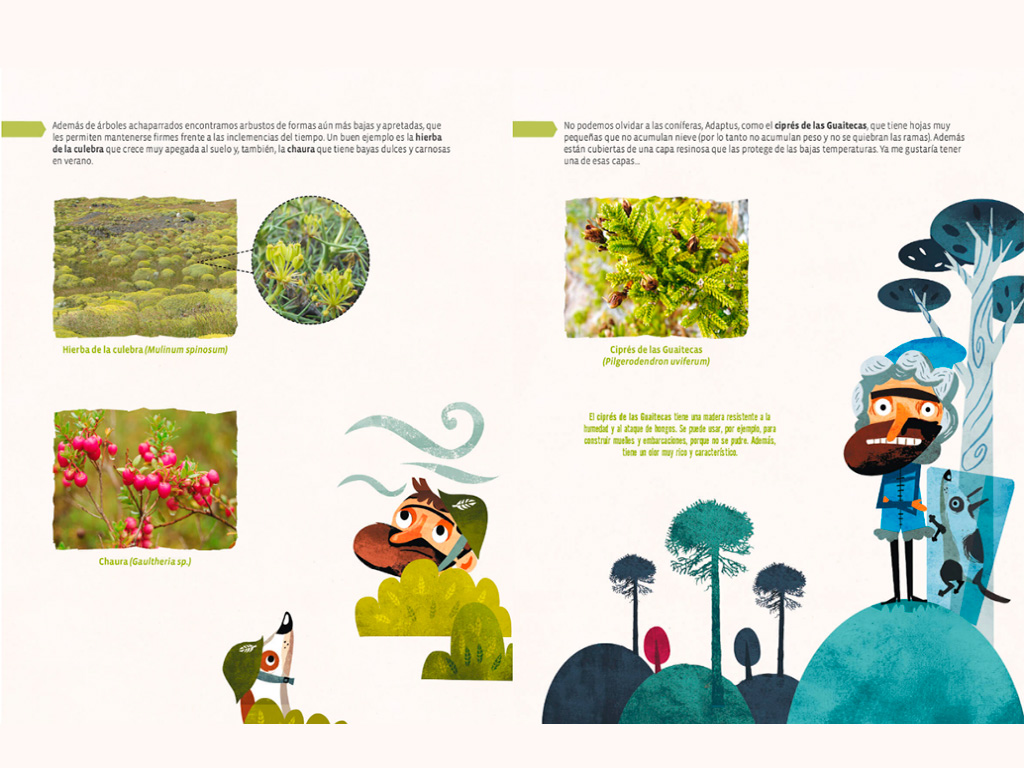 Además de árboles achaparrados encontramos arbustos de formas aún más bajas y apretadas, que
les permiten mantenerse firmes frente a las inclemencias del tiempo. Un buen ejemplo es la hierba
de la culebra que crece muy apegada al suelo y, también, la chaura que tiene bayas dulces y carnosas
en verano.
Hierba de la culebra (Mulinum spinosum)
Chaura (Gaultheria sp.)
No podemos olvidar a las coníferas, Adaptus, como el ciprés de las Guaitecas, que tiene hojas muy
pequeñas que no acumulan nieve (por lo tanto no acumulan peso y no se quiebran las ramas). Además
están cubiertas de una capa resinosa que las protege de las bajas temperaturas. Ya me gustaría tener
una de esas capas...
Ciprés de las Guaitecas
(Pilgerodendron uviferum)
El ciprés de las Guaitecas tiene una madera resistente a la
humedad y al ataque de hongos. Se puede usar, por ejemplo, para
construir muelles y embarcaciones, porque no se pudre. Además,
tiene un olor muy rico y característico.